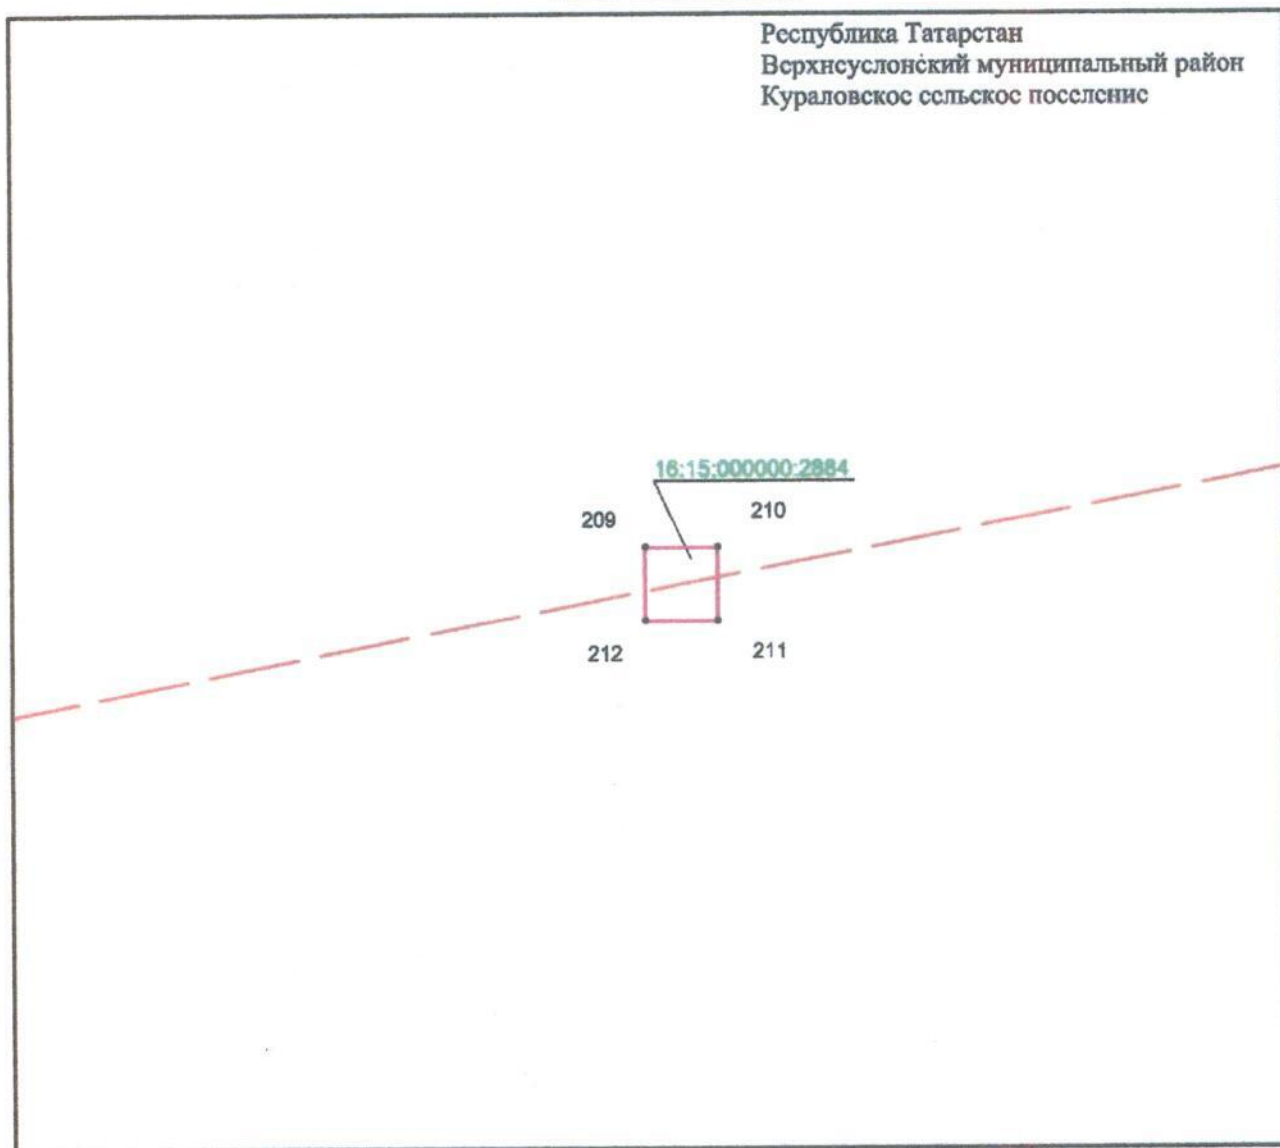 Республика Татарстан
Верхнеуслонский муниципальный район
Кураловское сельское поселение
16:15:000000:2884
209
210
212
211